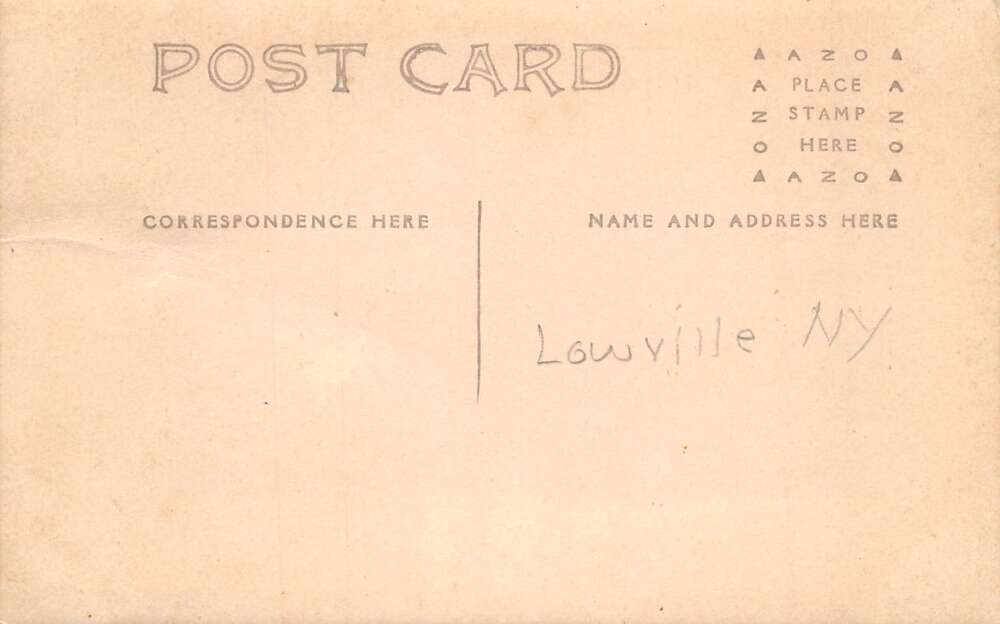 POST CARD
▲ A Z O ▲
A PLACE A
Z STAMP Z
O HERE O
▲ A Z O ▲
CORRESPONDENCE HERE
NAME AND ADDRESS HERE
Lowville NY